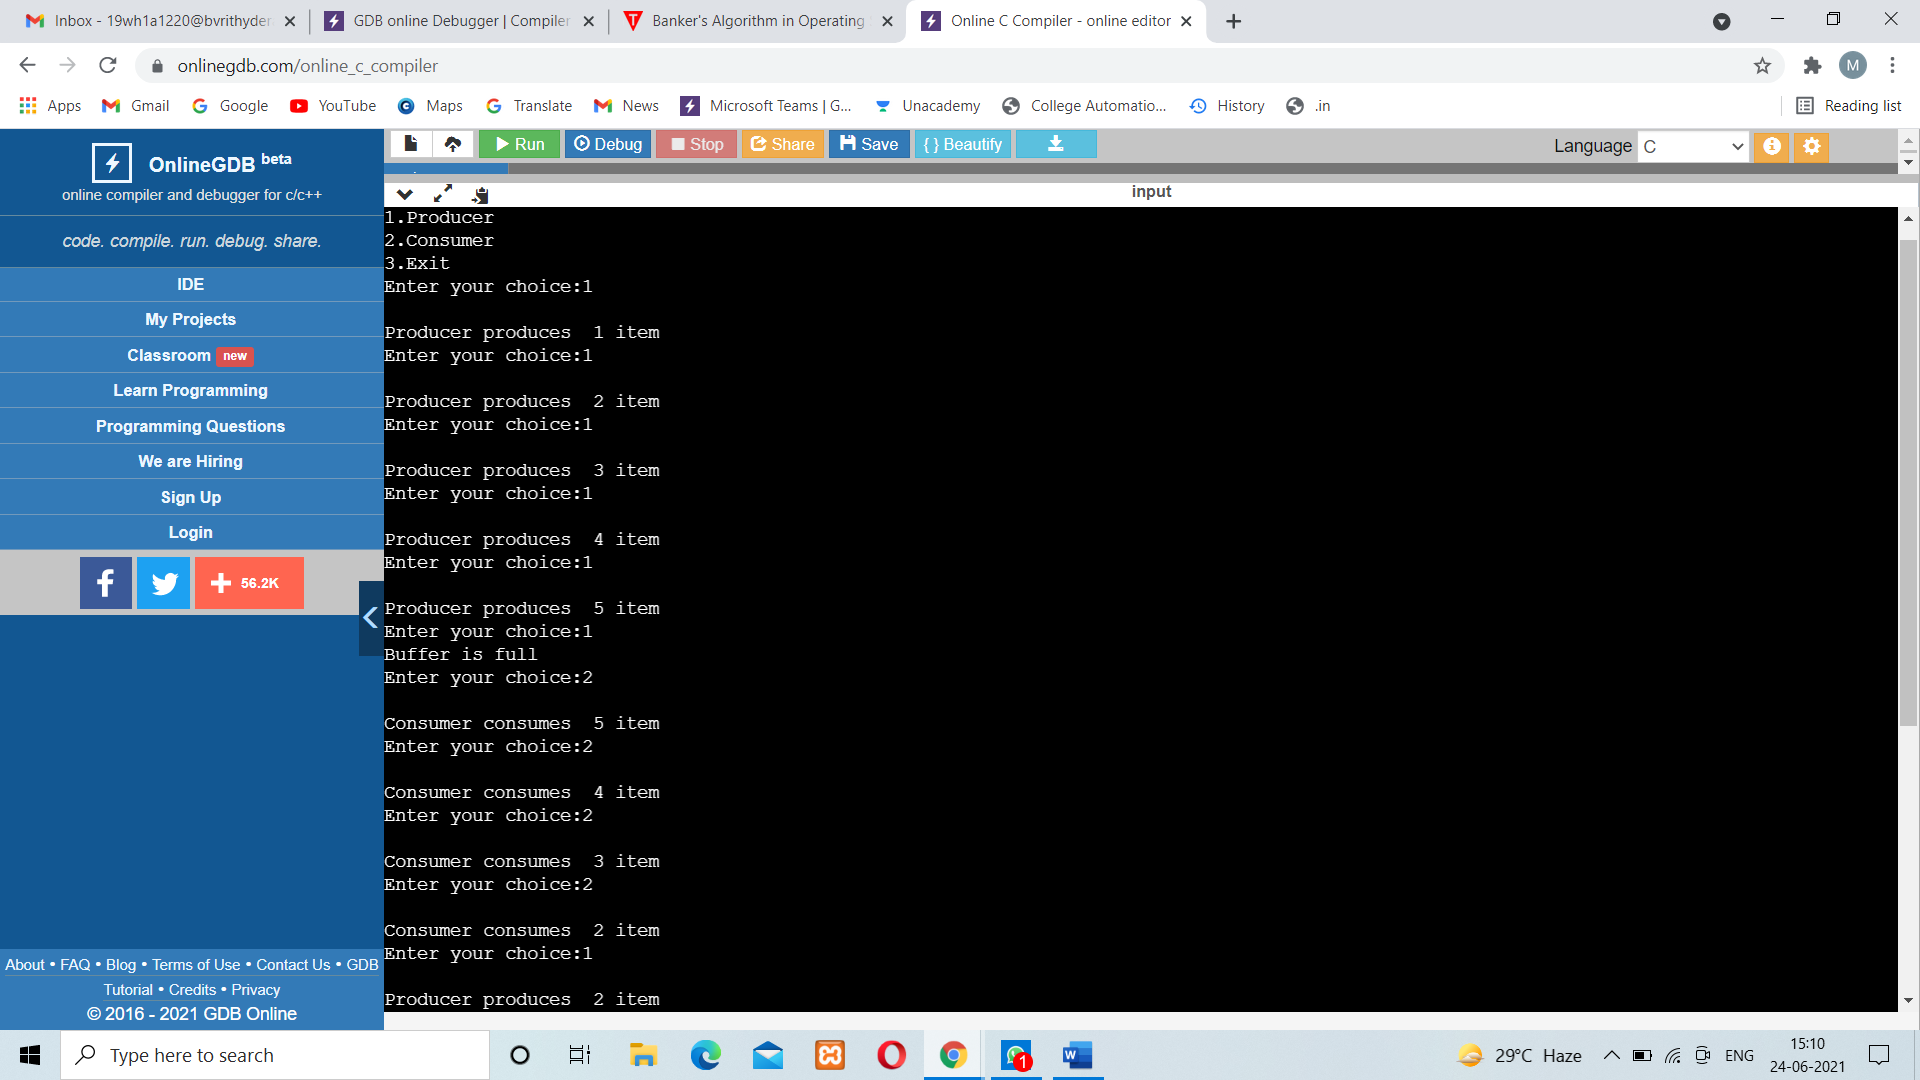 Inbox - 19wh1a1220@bvrithyder
GDB online Debugger | Compiler
Banker's Algorithm in Operating
Online C Compiler - online editor
onlinegdb.com/online_c_compiler
M
Apps
Gmail
Google
YouTube
Maps
Translate
News
Microsoft Teams | G...
Unacademy
College Automatio...
History
.in
Reading list
OnlineGDB beta
online compiler and debugger for c/c++
code. compile. run. debug. share.
IDE
My Projects
Classroom new
Learn Programming
Programming Questions
We are Hiring
Sign Up
Login
56.2K
About • FAQ • Blog • Terms of Use • Contact Us • GDB
Tutorial • Credits • Privacy
© 2016 - 2021 GDB Online
Run
Debug
Stop
Share
Save
{ } Beautify
Language C
input
1.Producer
2.Consumer
3.Exit
Enter your choice:1
Producer produces  1 item
Enter your choice:1
Producer produces  2 item
Enter your choice:1
Producer produces  3 item
Enter your choice:1
Producer produces  4 item
Enter your choice:1
Producer produces  5 item
Enter your choice:1
Buffer is full
Enter your choice:2
Consumer consumes  5 item
Enter your choice:2
Consumer consumes  4 item
Enter your choice:2
Consumer consumes  3 item
Enter your choice:2
Consumer consumes  2 item
Enter your choice:1
Producer produces  2 item
Type here to search
1
29°C Haze
ENG
15:10
24-06-2021